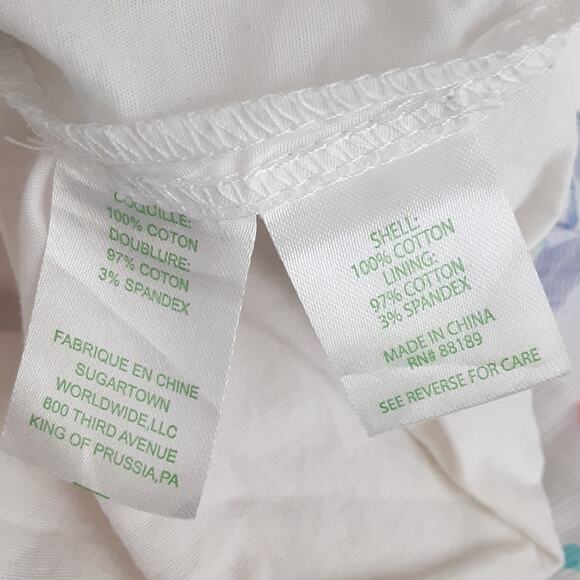 COQUILLE:
100% COTON
DOUBLURE:
97% COTON
3% SPANDEX
FABRIQUE EN CHINE
SUGARTOWN
WORLDWIDE,LLC
800 THIRD AVENUE
KING OF PRUSSIA,PA
SHELL:
100% COTTON
LINING:
97% COTTON
3% SPANDEX
MADE IN CHINA
RN# 88189
SEE REVERSE FOR CARE